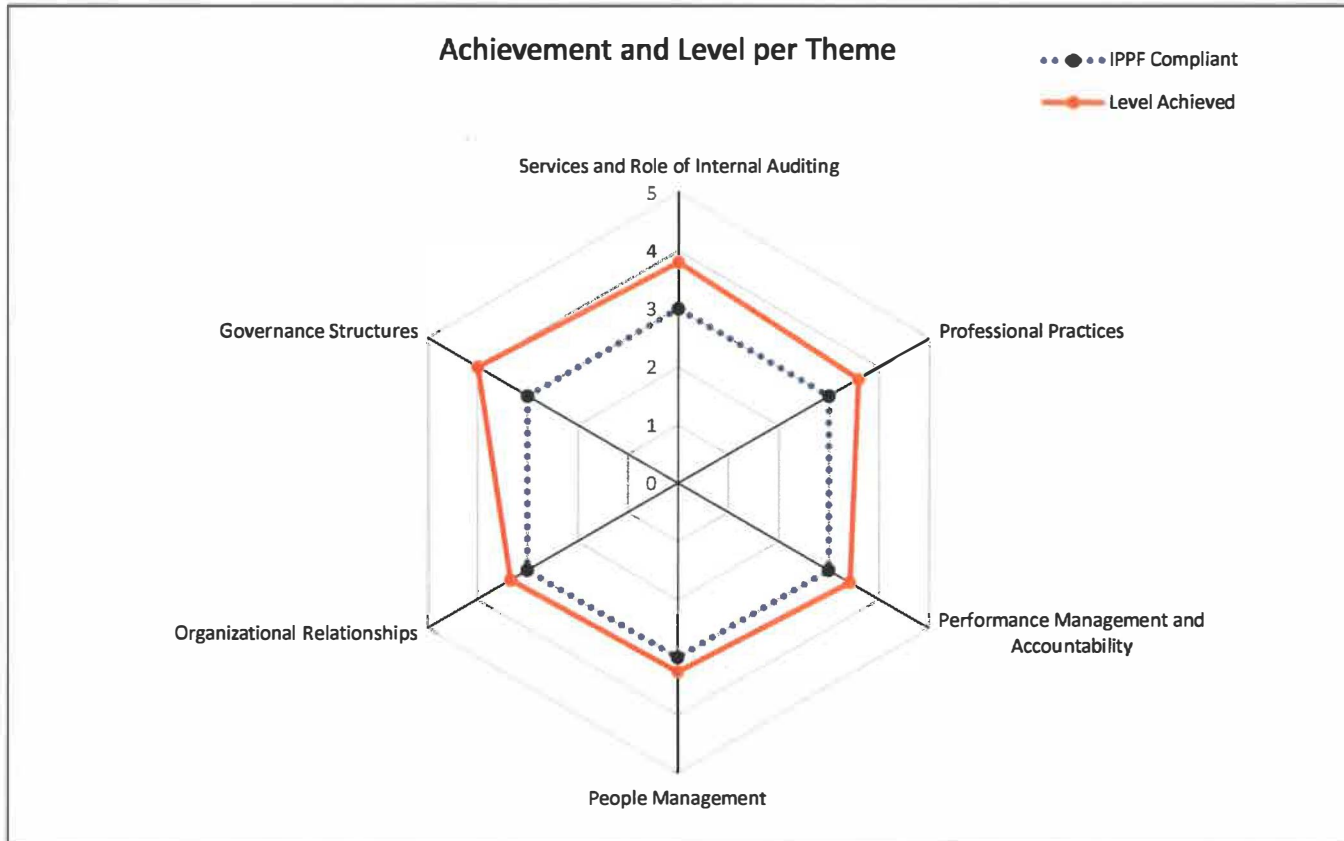 Achievement and Level per Theme
IPPF Compliant
Level Achieved
Services and Role of Internal Auditing
5
4
3
2
1
0
Governance Structures
Professional Practices
Organizational Relationships
Performance Management and
Accountability
People Management